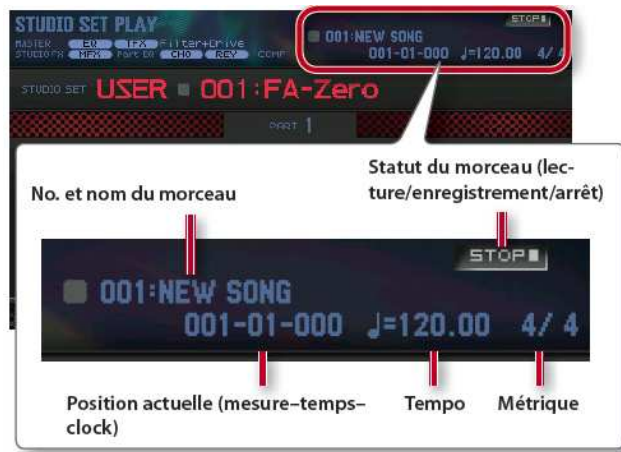 STUDIO SET PLAY
STOP■
001:NEW SONG
MASTER EQ TFX Filter+Drive
001-01-000 ♩=120.00 4/ 4
STUDIO FX MFX Part EQ CHO REV COMP
STUDIO SET USER 001:FA-Zero
PART 1
Statut du morceau (lec-
ture/enregistrement/arrêt)
No. et nom du morceau
STOP■
001:NEW SONG
001-01-000 ♩=120.00 4/ 4
Position actuelle (mesure–temps–
clock)
Tempo
Métrique